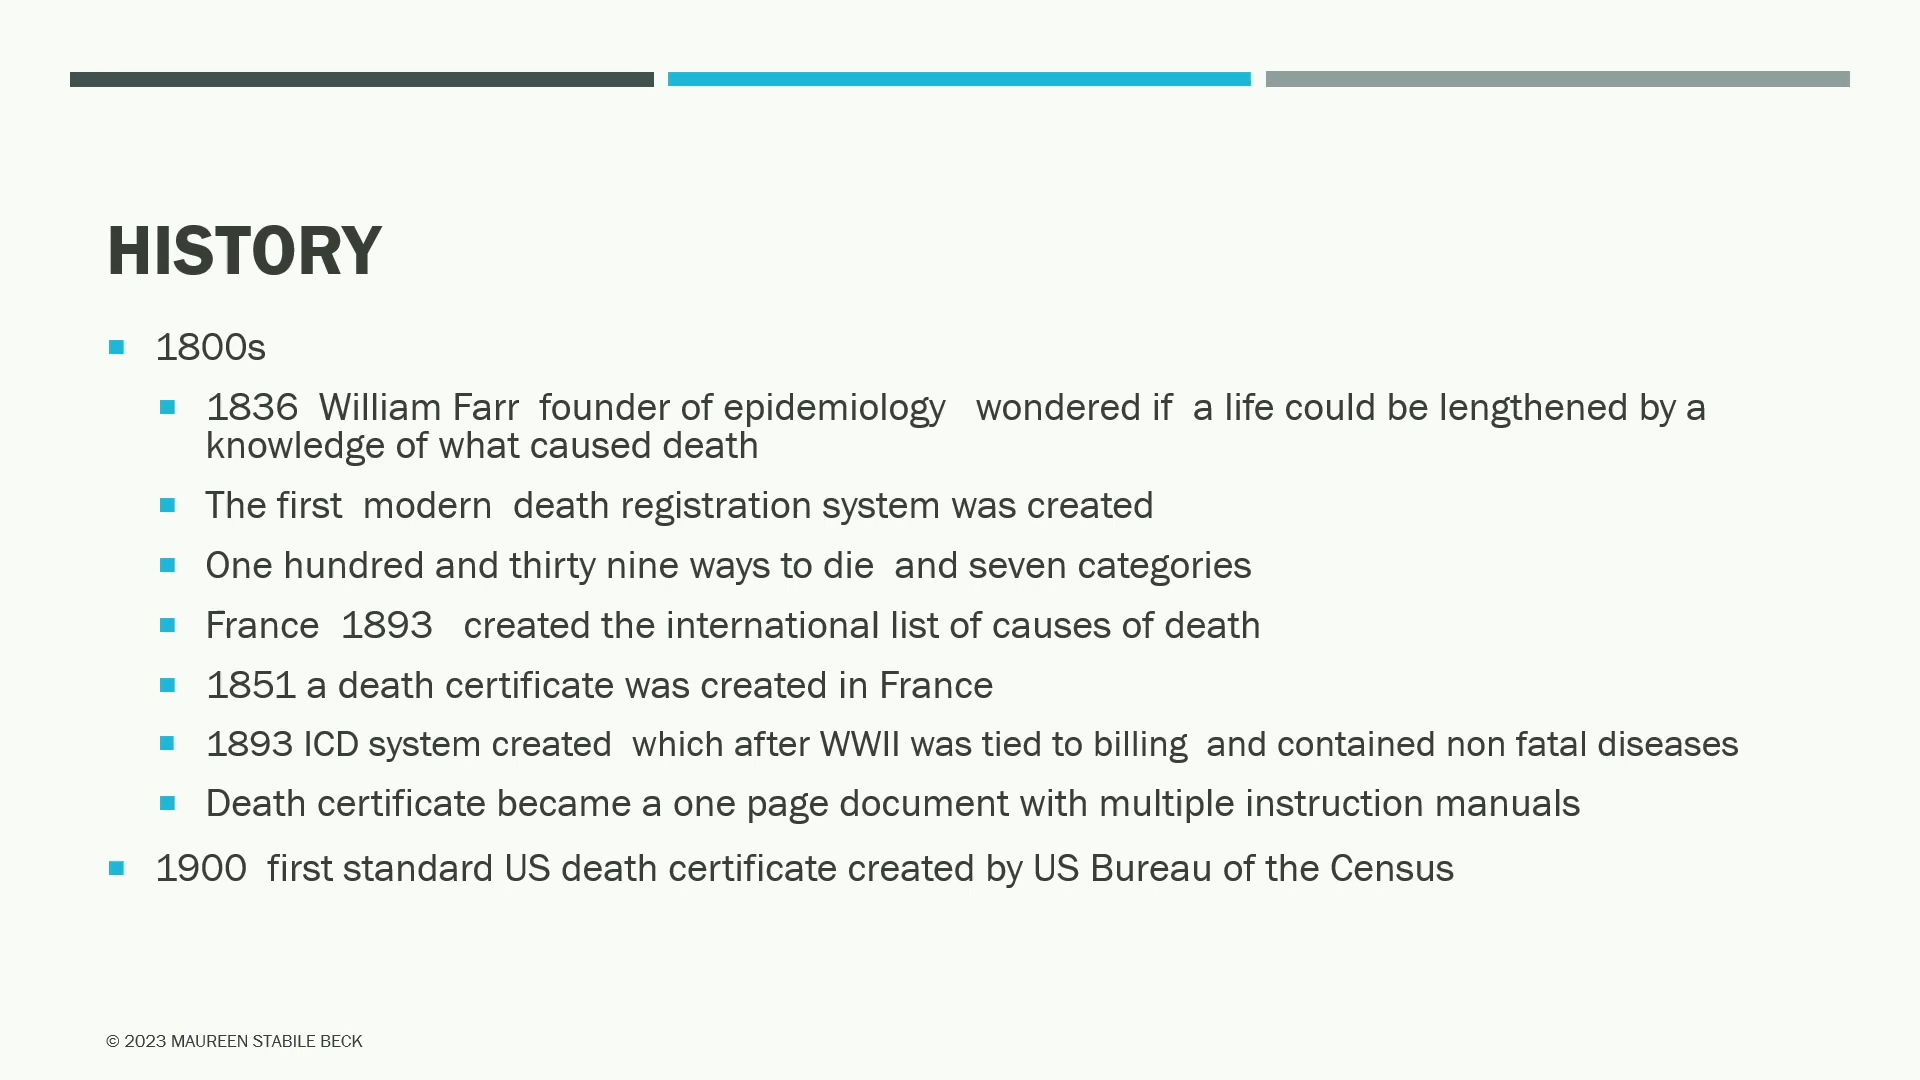 HISTORY
1800s
1836 William Farr founder of epidemiology wondered if a life could be lengthened by a
knowledge of what caused death
The first modern death registration system was created
One hundred and thirty nine ways to die and seven categories
France 1893 created the international list of causes of death
1851 a death certificate was created in France
1893 ICD system created which after WWII was tied to billing and contained non fatal diseases
Death certificate became a one page document with multiple instruction manuals
1900 first standard US death certificate created by US Bureau of the Census
© 2023 MAUREEN STABILE BECK